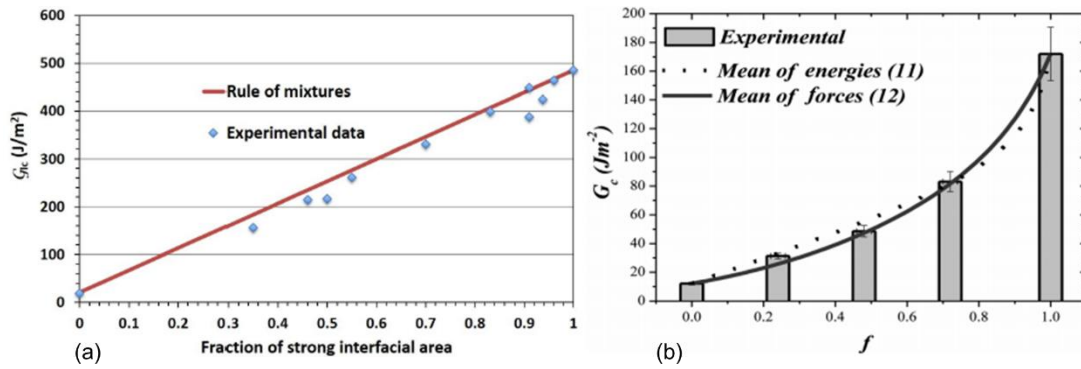 600
500
400
300
200
100
0
𝒢Ic (J/m²)
Rule of mixtures
Experimental data
0 0.1 0.2 0.3 0.4 0.5 0.6 0.7 0.8 0.9 1
(a)
Fraction of strong interfacial area
200
180
160
140
120
100
80
60
40
20
0
G_c (Jm⁻²)
Experimental
Mean of energies (11)
Mean of forces (12)
0.0 0.2 0.4 0.6 0.8 1.0
(b)
f